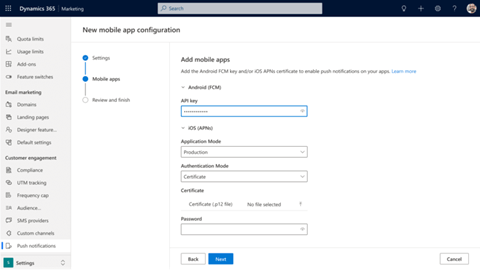 Dynamics 365
Marketing
Search
Quota limits
Usage limits
Add-ons
Feature switches
Email marketing
Domains
Landing pages
Designer feature...
Default settings
Customer engagement
Compliance
UTM tracking
Frequency cap
Audience...
SMS providers
Custom channels
Push notifications
S
Settings
New mobile app configuration
Settings
Mobile apps
Review and finish
Add mobile apps
Add the Android FCM key and/or iOS APNs certificate to enable push notifications on your apps. Learn more
Android (FCM)
API key
••••••••••••
iOS (APNs)
Application Mode
Production
Authentication Mode
Certificate
Certificate
Certificate (.p12 file)
No file selected
Password
Back
Next
Cancel